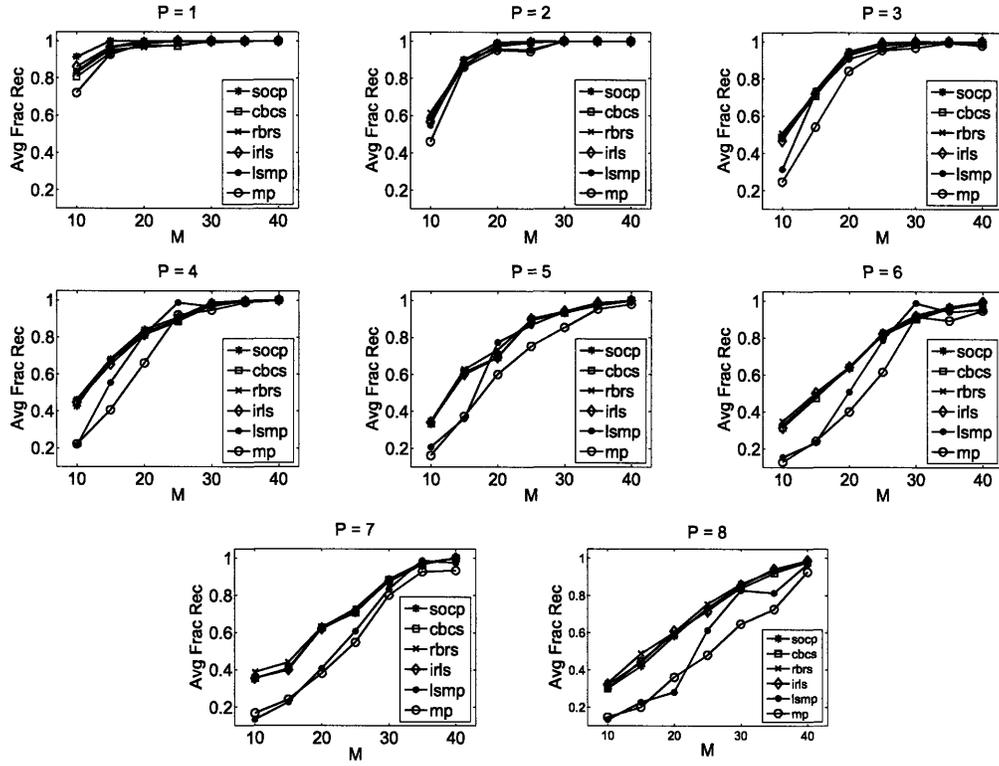 P = 1
Avg Frac Rec
1
0.8
0.6
0.4
0.2
10 20 30 40
M
socp
cbcs
rbrs
irls
lsmp
mp
P = 2
Avg Frac Rec
1
0.8
0.6
0.4
0.2
10 20 30 40
M
socp
cbcs
rbrs
irls
lsmp
mp
P = 3
Avg Frac Rec
1
0.8
0.6
0.4
0.2
10 20 30 40
M
socp
cbcs
rbrs
irls
lsmp
mp
P = 4
Avg Frac Rec
1
0.8
0.6
0.4
0.2
10 20 30 40
M
socp
cbcs
rbrs
irls
lsmp
mp
P = 5
Avg Frac Rec
1
0.8
0.6
0.4
0.2
10 20 30 40
M
socp
cbcs
rbrs
irls
lsmp
mp
P = 6
Avg Frac Rec
1
0.8
0.6
0.4
0.2
10 20 30 40
M
socp
cbcs
rbrs
irls
lsmp
mp
P = 7
Avg Frac Rec
1
0.8
0.6
0.4
0.2
10 20 30 40
M
socp
cbcs
rbrs
irls
lsmp
mp
P = 8
Avg Frac Rec
1
0.8
0.6
0.4
0.2
10 20 30 40
M
socp
cbcs
rbrs
irls
lsmp
mp